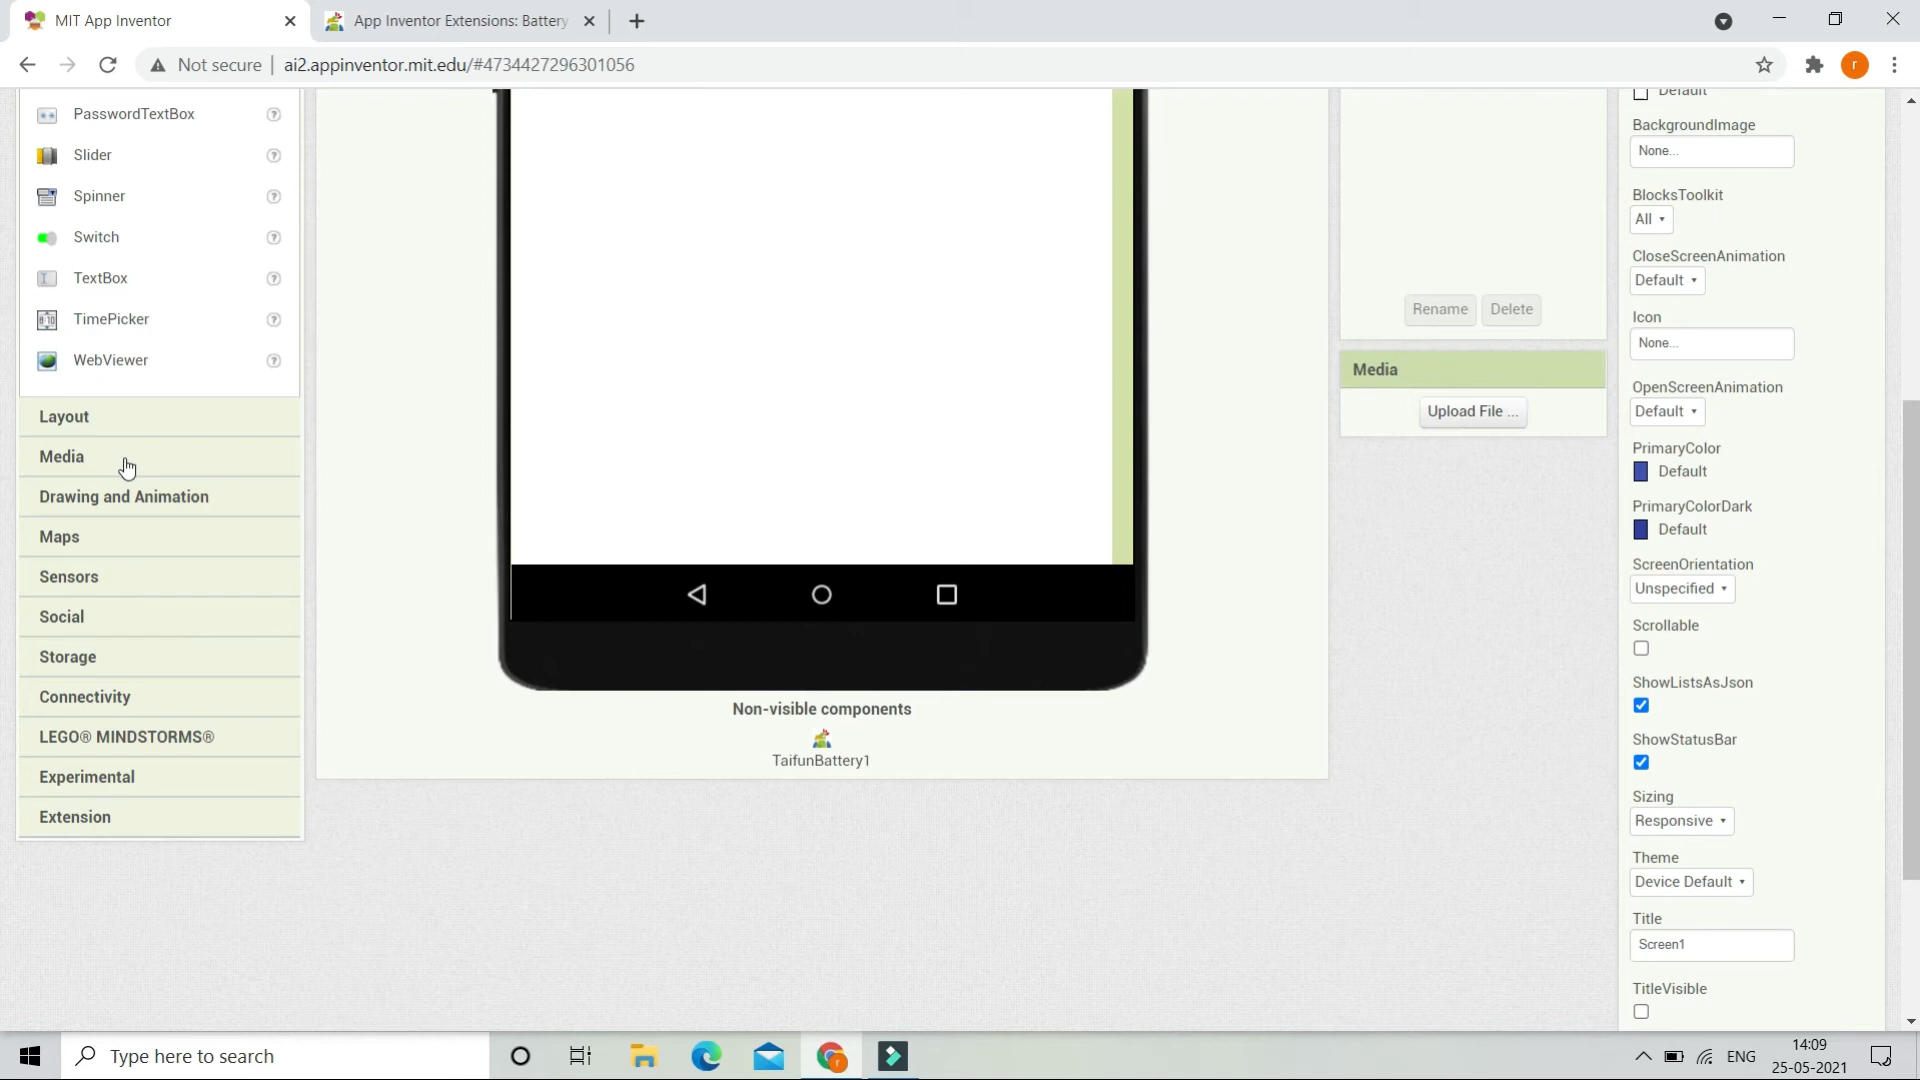 MIT App Inventor
App Inventor Extensions: Battery
Not secure
ai2.appinventor.mit.edu/#4734427296301056
r
PasswordTextBox
?
Slider
?
Spinner
?
Switch
?
TextBox
?
TimePicker
?
WebViewer
?
Layout
Media
Drawing and Animation
Maps
Sensors
Social
Storage
Connectivity
LEGO® MINDSTORMS®
Experimental
Extension
Non-visible components
TaifunBattery1
Rename
Delete
Media
Upload File ...
Default
BackgroundImage
None...
BlocksToolkit
All
CloseScreenAnimation
Default
Icon
None...
OpenScreenAnimation
Default
PrimaryColor
Default
PrimaryColorDark
Default
ScreenOrientation
Unspecified
Scrollable
ShowListsAsJson
ShowStatusBar
Sizing
Responsive
Theme
Device Default
Title
Screen1
TitleVisible
Type here to search
ENG
14:09
25-05-2021